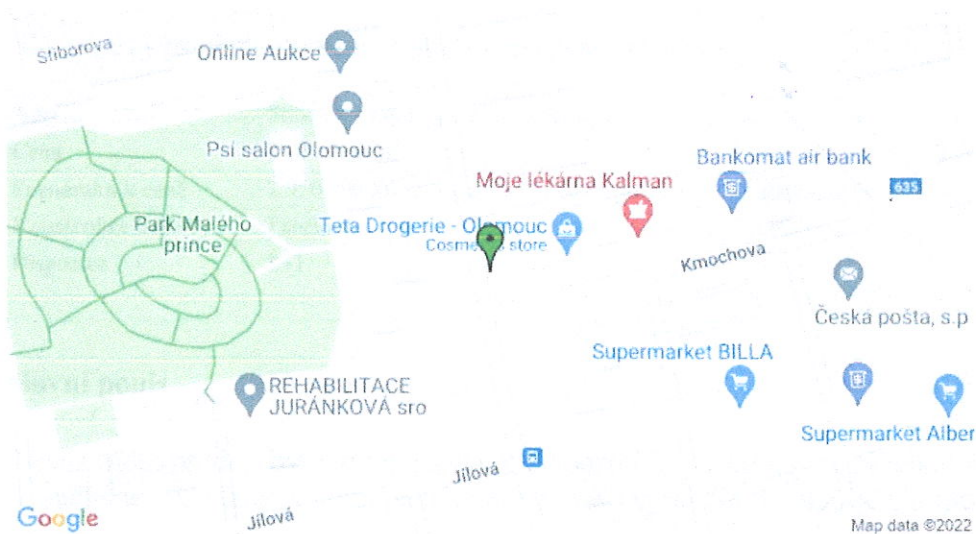 Stiborova
Online Aukce
Psí salon Olomouc
Bankomat air bank
635
Moje lékárna Kalman
Park Malého
prince
Teta Drogerie - Olomouc
store
Kmochova
Česká pošta, s.p
Supermarket BILLA
REHABILITACE
JURÁNKOVÁ sro
Supermarket Alber
Jílová
Jílová
Google
Map data ©2022